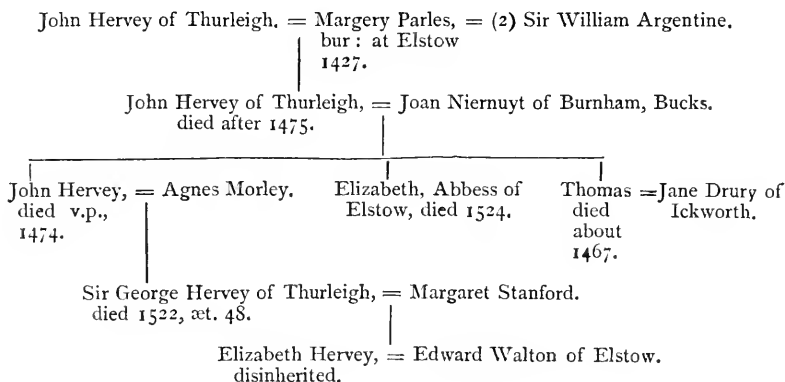 John Hervey of Thurleigh. = Margery Parles, = (2) Sir William Argentine.
bur: at Elstow
1427.
John Hervey of Thurleigh, = Joan Niernuyt of Burnham, Bucks.
died after 1475.
John Hervey, = Agnes Morley.
died v.p.,
1474.
Elizabeth, Abbess of
Elstow, died 1524.
Thomas = Jane Drury of
died Ickworth.
about
1467.
Sir George Hervey of Thurleigh, = Margaret Stanford.
died 1522, æt. 48.
Elizabeth Hervey, = Edward Walton of Elstow.
disinherited.